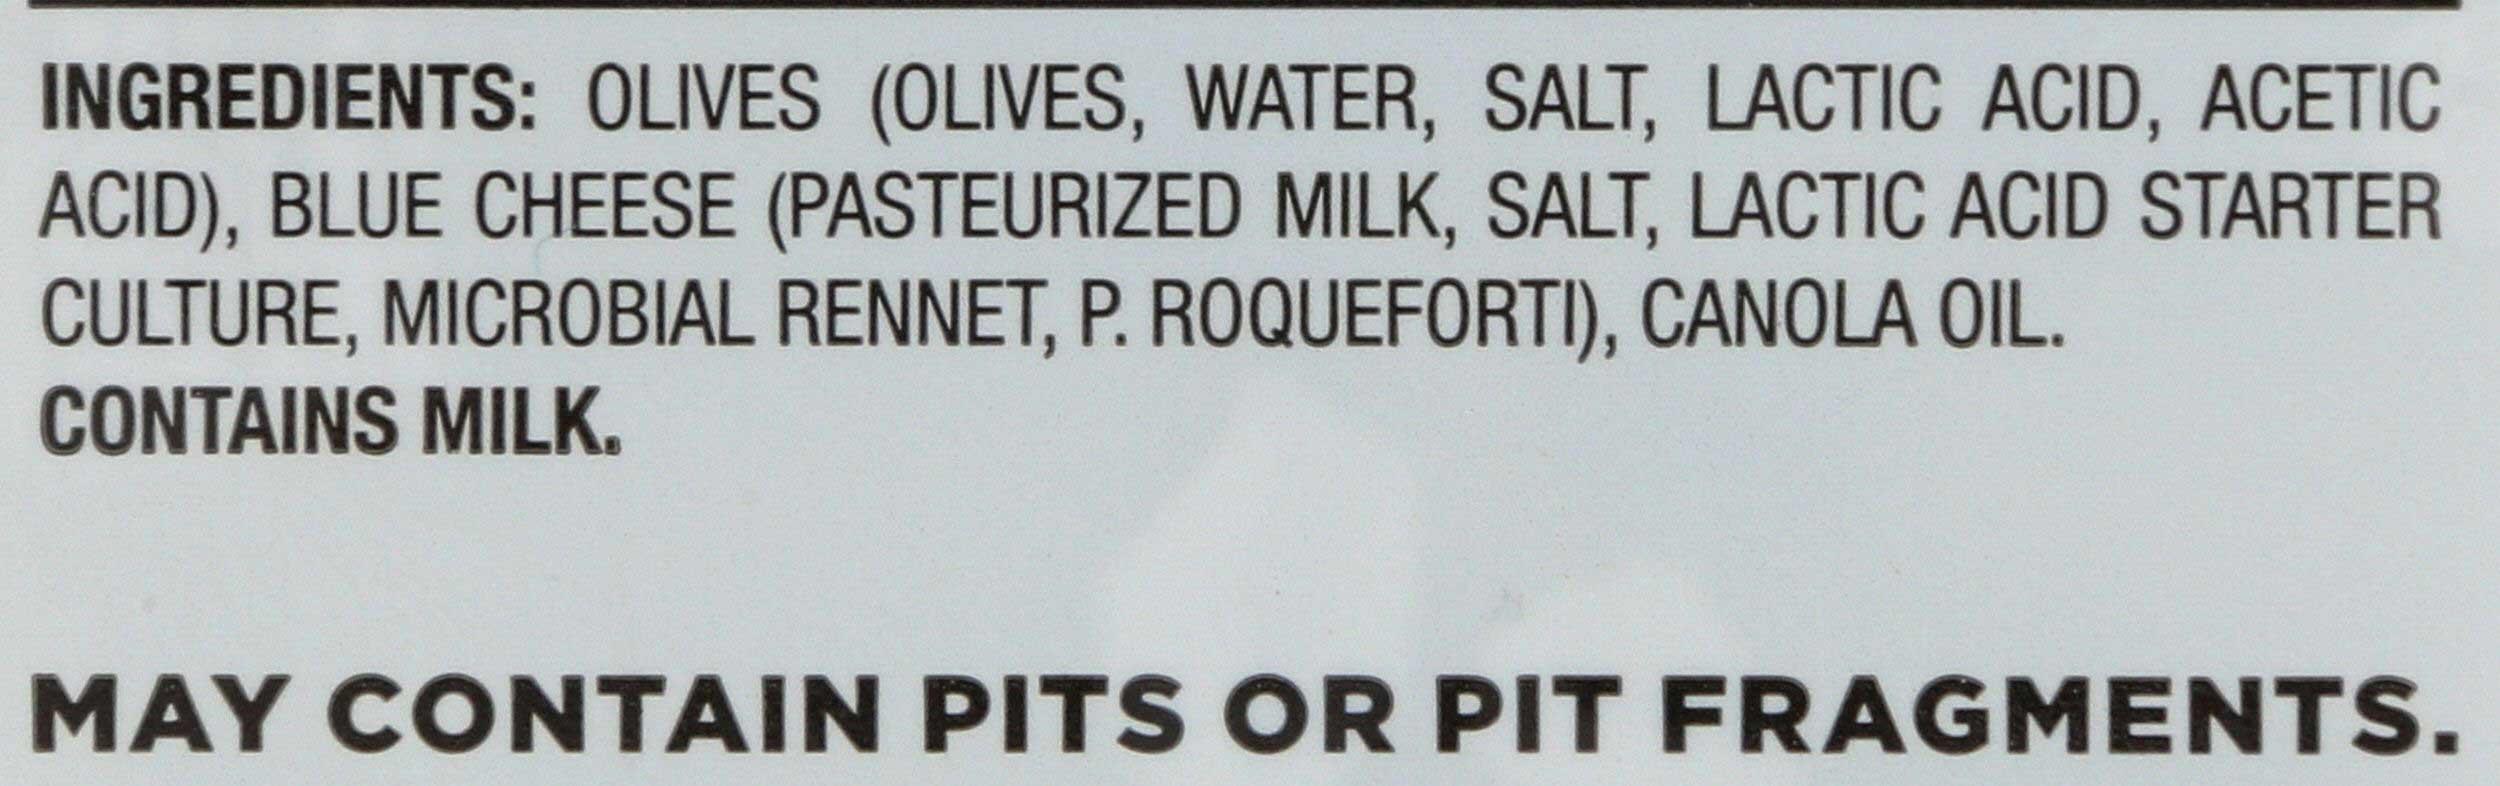 INGREDIENTS: OLIVES (OLIVES, WATER, SALT, LACTIC ACID, ACETIC
ACID), BLUE CHEESE (PASTEURIZED MILK, SALT, LACTIC ACID STARTER
CULTURE, MICROBIAL RENNET, P. ROQUEFORTI), CANOLA OIL.
CONTAINS MILK.
MAY CONTAIN PITS OR PIT FRAGMENTS.